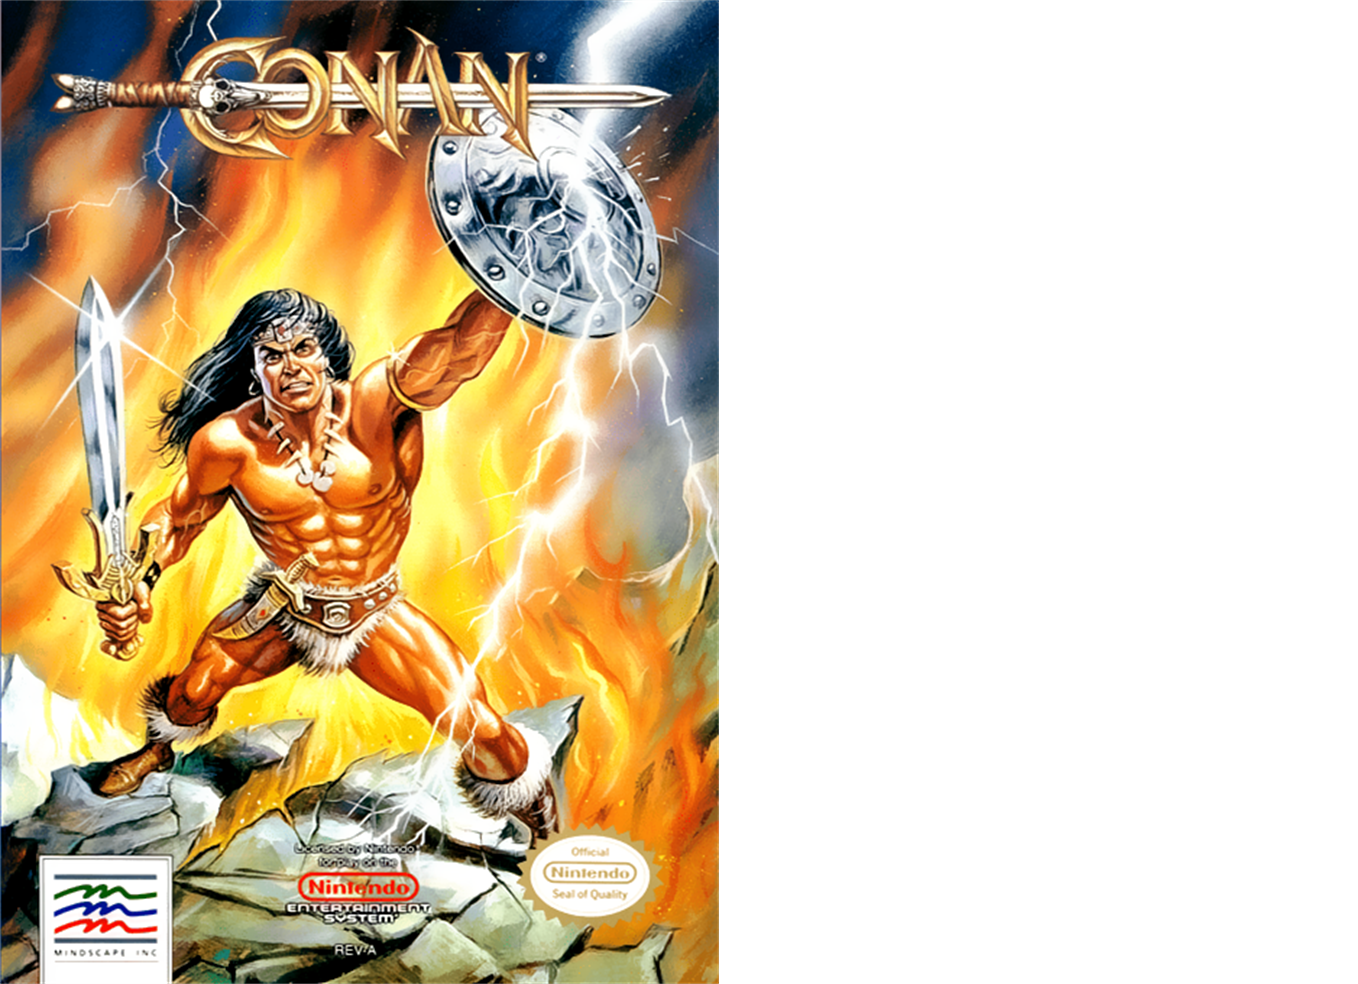 CONAN®
Licensed by Nintendo
for play on the
Nintendo
ENTERTAINMENT
SYSTEM
REV-A
MINDSCAPE INC
Official
Nintendo
Seal of Quality